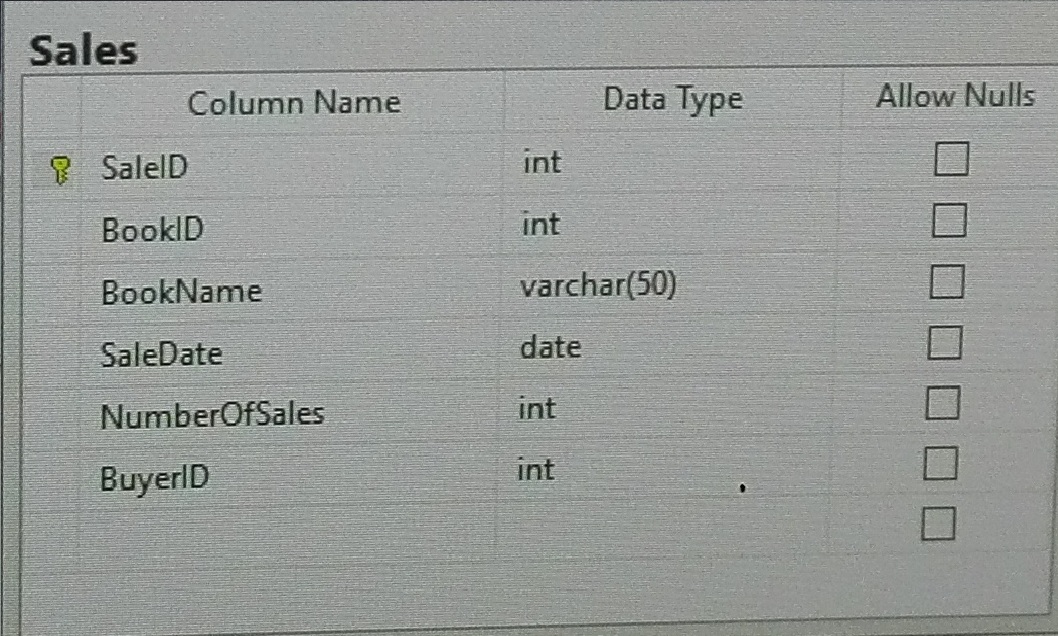 Sales
Column Name Data Type Allow Nulls
SaleID int
BookID int
BookName varchar(50)
SaleDate date
NumberOfSales int
BuyerID int